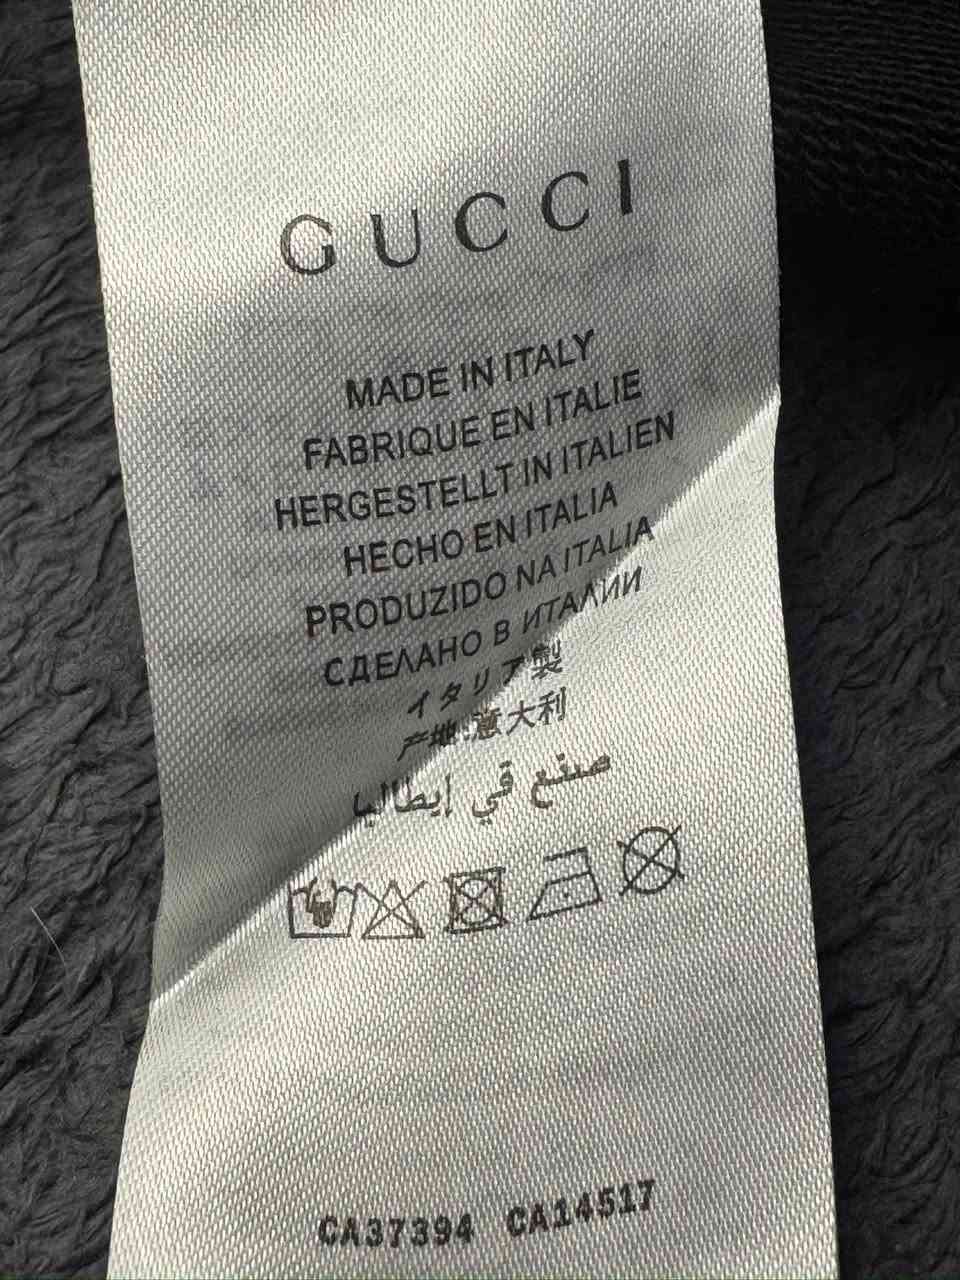 GUCCI
MADE IN ITALY
FABRIQUE EN ITALIE
HERGESTELLT IN ITALIEN
HECHO EN ITALIA
PRODUZIDO NA ITALIA
СДЕЛАНО В ИТАЛИИ
イタリア製
产地:意大利
صنع في إيطاليا
CA37394 CA14517